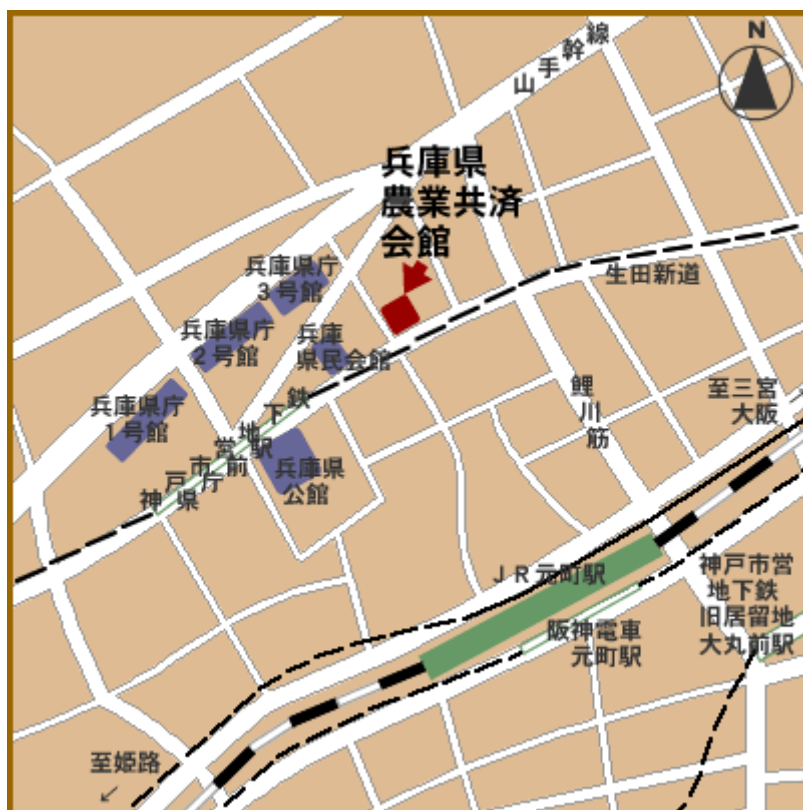 N
山手幹線
兵庫県
農業共済
会館
兵庫県庁
3号館
生田新道
兵庫県庁
2号館
兵庫
県民会館
兵庫県庁
1号館
鯉川筋
至三宮
大阪
神戸市営地下鉄
県庁前駅
兵庫県
公館
JR元町駅
神戸市営
地下鉄
旧居留地
大丸前駅
阪神電車
元町駅
至姫路
↙